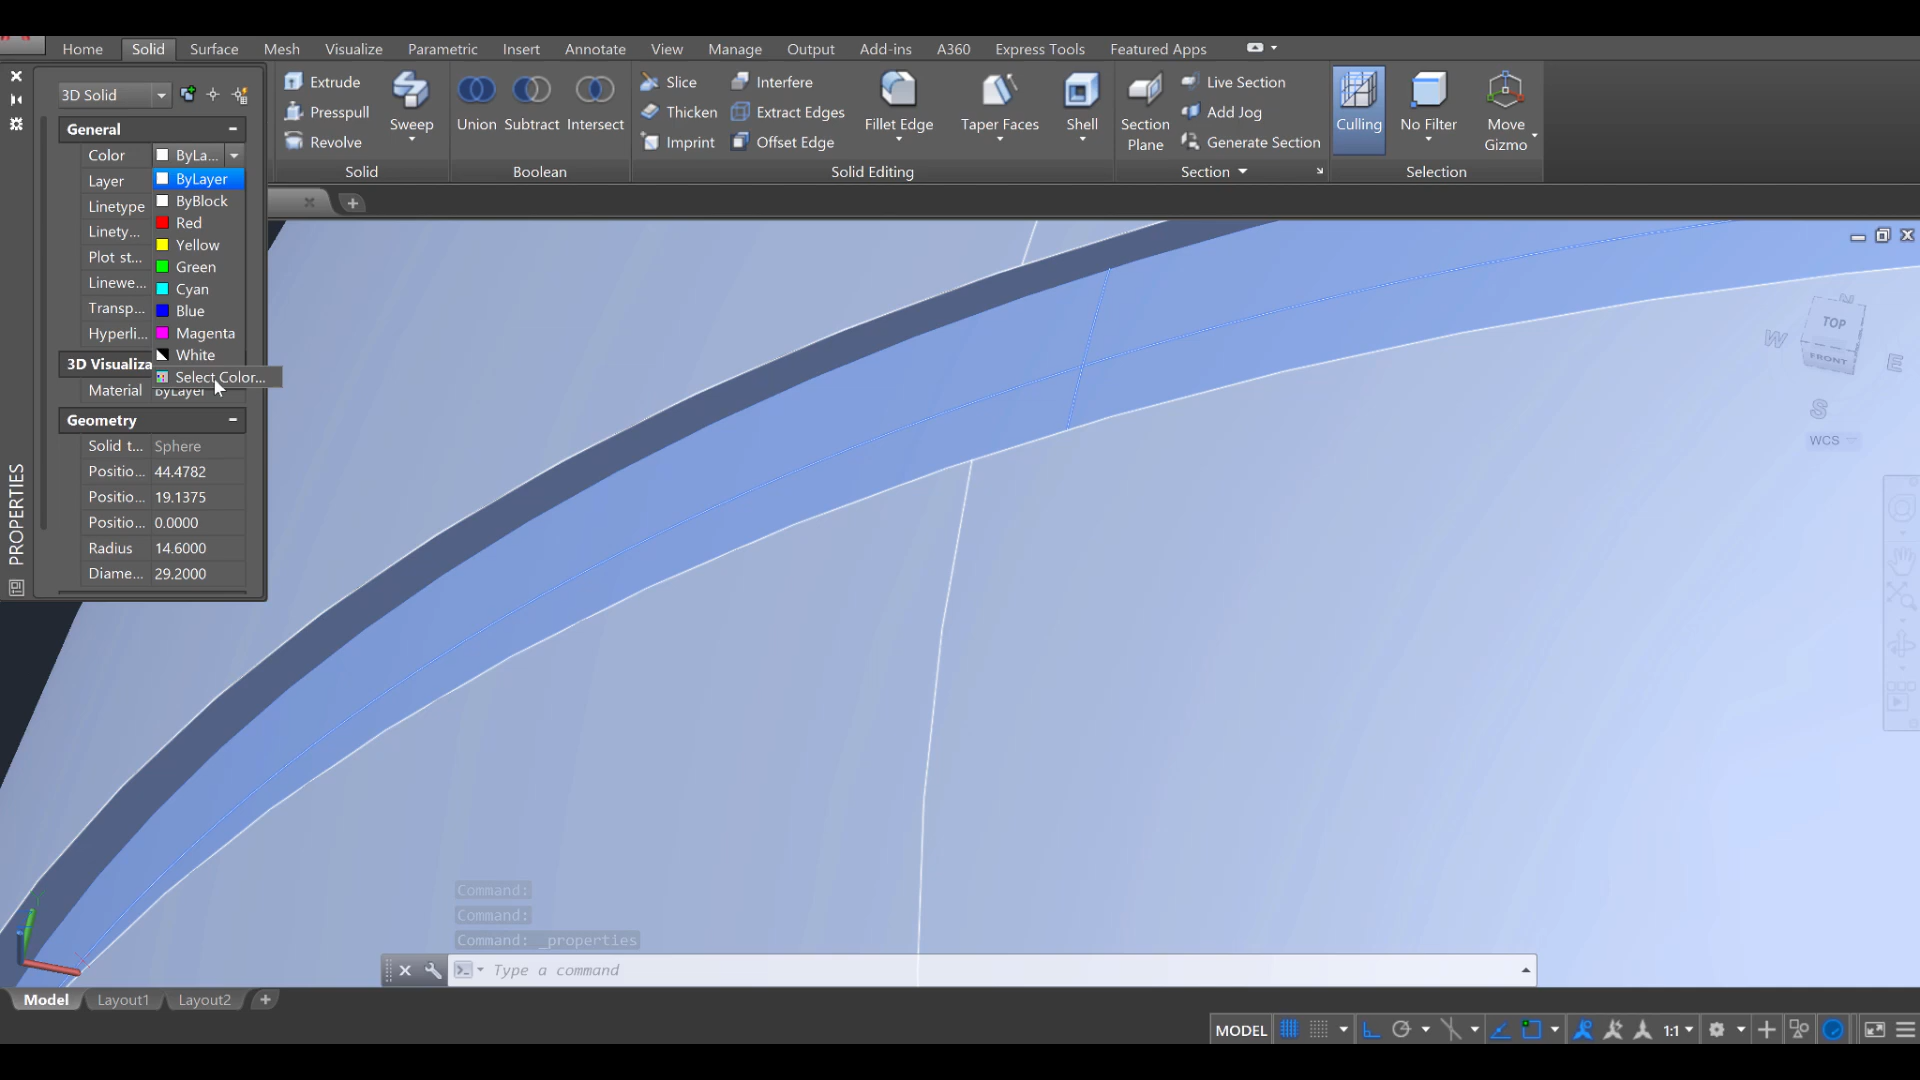 Home Solid Surface Mesh Visualize Parametric Insert Annotate View Manage Output Add-ins A360 Express Tools Featured Apps
3D Solid
General
Color ByLa...
Layer
Linetype
Linety...
Plot st...
Linewe...
Transp...
Hyperli...
ByLayer
ByBlock
Red
Yellow
Green
Cyan
Blue
Magenta
White
Select Color...
3D Visualiza
Material ByLayer
Geometry
Solid t... Sphere
Positio... 44.4782
Positio... 19.1375
Positio... 0.0000
Radius 14.6000
Diame... 29.2000
PROPERTIES
Extrude
Presspull
Revolve
Sweep
Solid
Union Subtract Intersect
Boolean
Slice
Thicken
Imprint
Interfere
Extract Edges
Offset Edge
Fillet Edge
Taper Faces
Shell
Solid Editing
Section
Plane
Live Section
Add Jog
Generate Section
Section
Culling
No Filter
Move
Gizmo
Selection
N
TOP
W
FRONT
E
S
WCS
Command:
Command:
Command: _properties
Type a command
Model Layout1 Layout2
MODEL 1:1